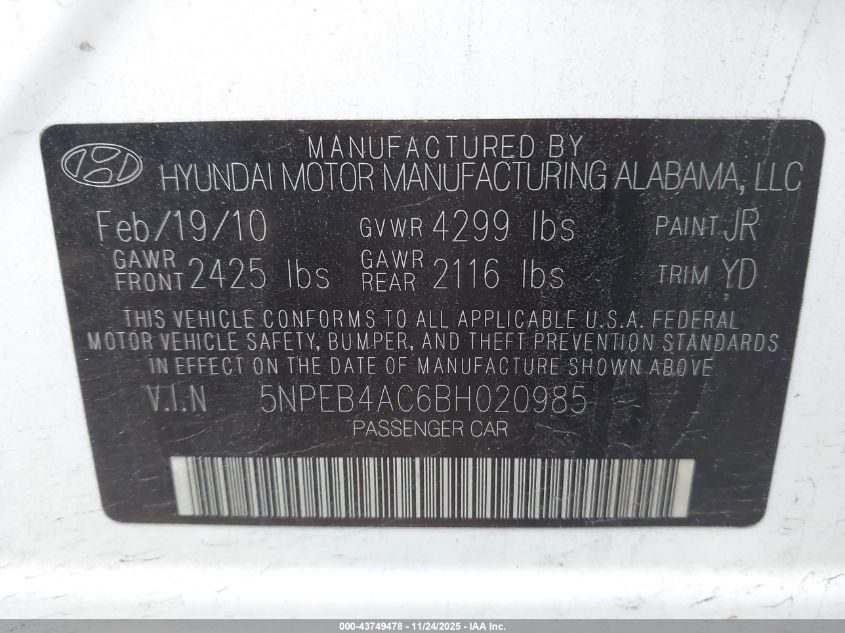 MANUFACTURED BY
HYUNDAI MOTOR MANUFACTURING ALABAMA, LLC
Feb/19/10 GVWR 4299 lbs PAINT JR
GAWR FRONT 2425 lbs GAWR REAR 2116 lbs TRIM YD
THIS VEHICLE CONFORMS TO ALL APPLICABLE U.S.A. FEDERAL
MOTOR VEHICLE SAFETY, BUMPER, AND THEFT PREVENTION STANDARDS
IN EFFECT ON THE DATE OF MANUFACTURE SHOWN ABOVE
V.I.N 5NPEB4AC6BH020985
PASSENGER CAR
000-43749478 - 11/24/2025 - IAA Inc.